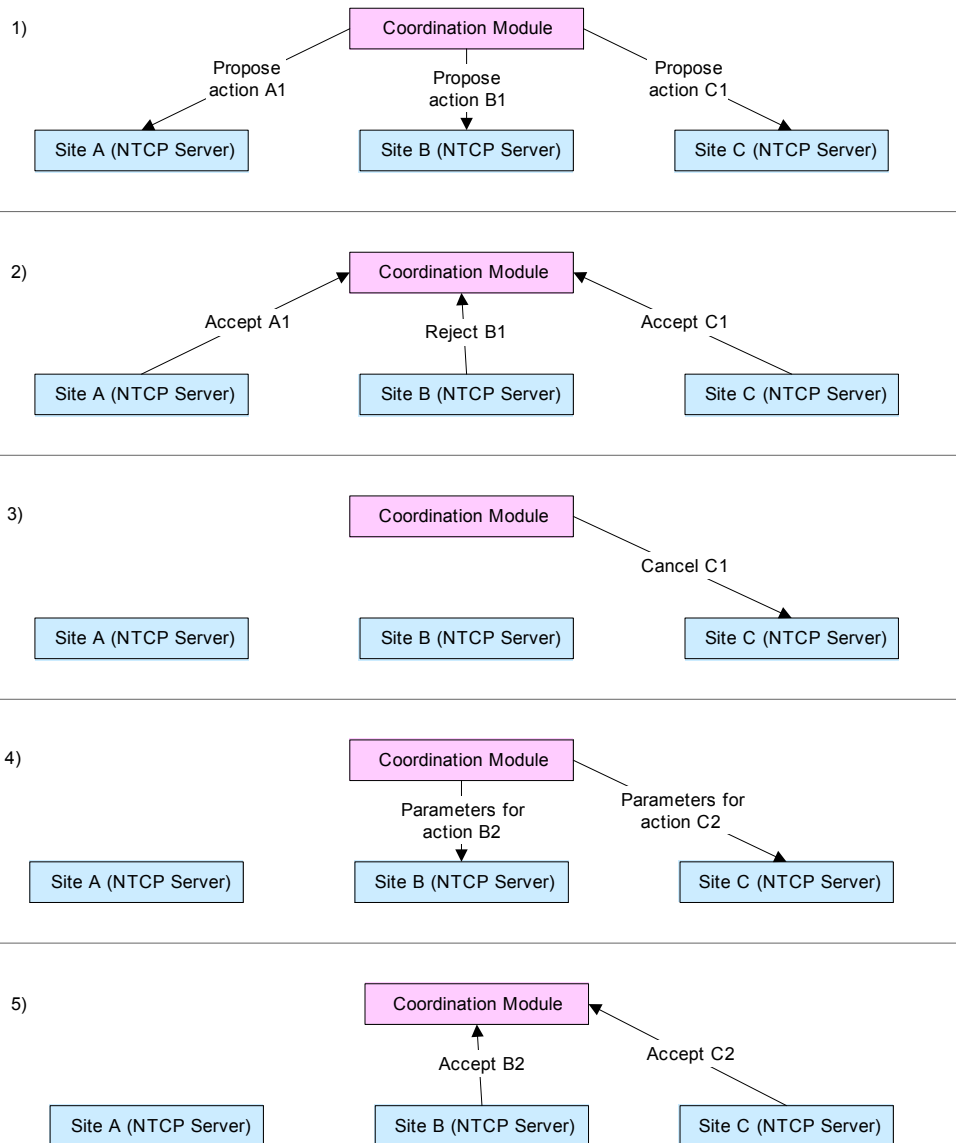 1)
Coordination Module
Propose
action A1
Propose
action B1
Propose
action C1
Site A (NTCP Server)
Site B (NTCP Server)
Site C (NTCP Server)
2)
Coordination Module
Accept A1
Reject B1
Accept C1
Site A (NTCP Server)
Site B (NTCP Server)
Site C (NTCP Server)
3)
Coordination Module
Cancel C1
Site A (NTCP Server)
Site B (NTCP Server)
Site C (NTCP Server)
4)
Coordination Module
Parameters for
action B2
Parameters for
action C2
Site A (NTCP Server)
Site B (NTCP Server)
Site C (NTCP Server)
5)
Coordination Module
Accept B2
Accept C2
Site A (NTCP Server)
Site B (NTCP Server)
Site C (NTCP Server)